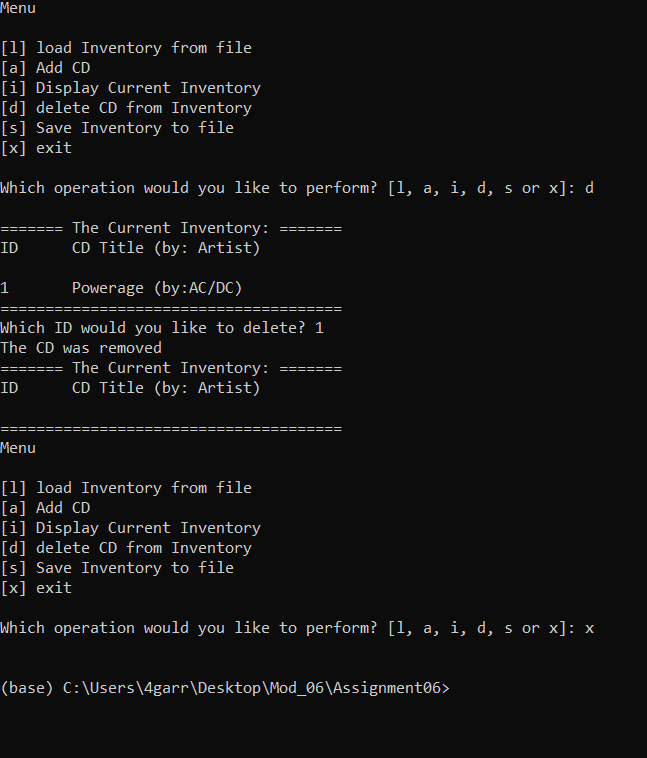 Menu
[l] load Inventory from file
[a] Add CD
[i] Display Current Inventory
[d] delete CD from Inventory
[s] Save Inventory to file
[x] exit
Which operation would you like to perform? [l, a, i, d, s or x]: d
======= The Current Inventory: =======
ID      CD Title (by: Artist)
1       Powerage (by:AC/DC)
======================================
Which ID would you like to delete? 1
The CD was removed
======= The Current Inventory: =======
ID      CD Title (by: Artist)
======================================
Menu
[l] load Inventory from file
[a] Add CD
[i] Display Current Inventory
[d] delete CD from Inventory
[s] Save Inventory to file
[x] exit
Which operation would you like to perform? [l, a, i, d, s or x]: x
(base) C:\Users\4garr\Desktop\Mod_06\Assignment06>